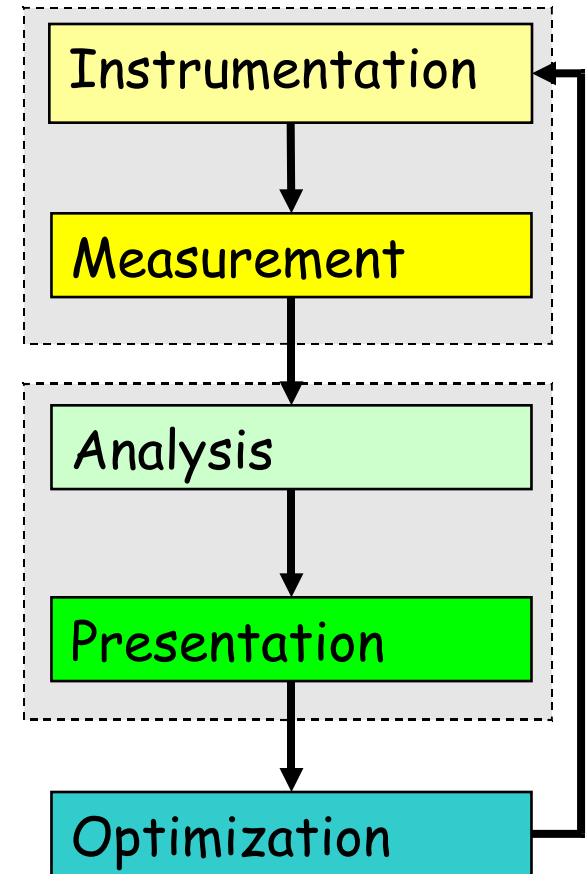 Instrumentation
Measurement
Analysis
Presentation
Optimization